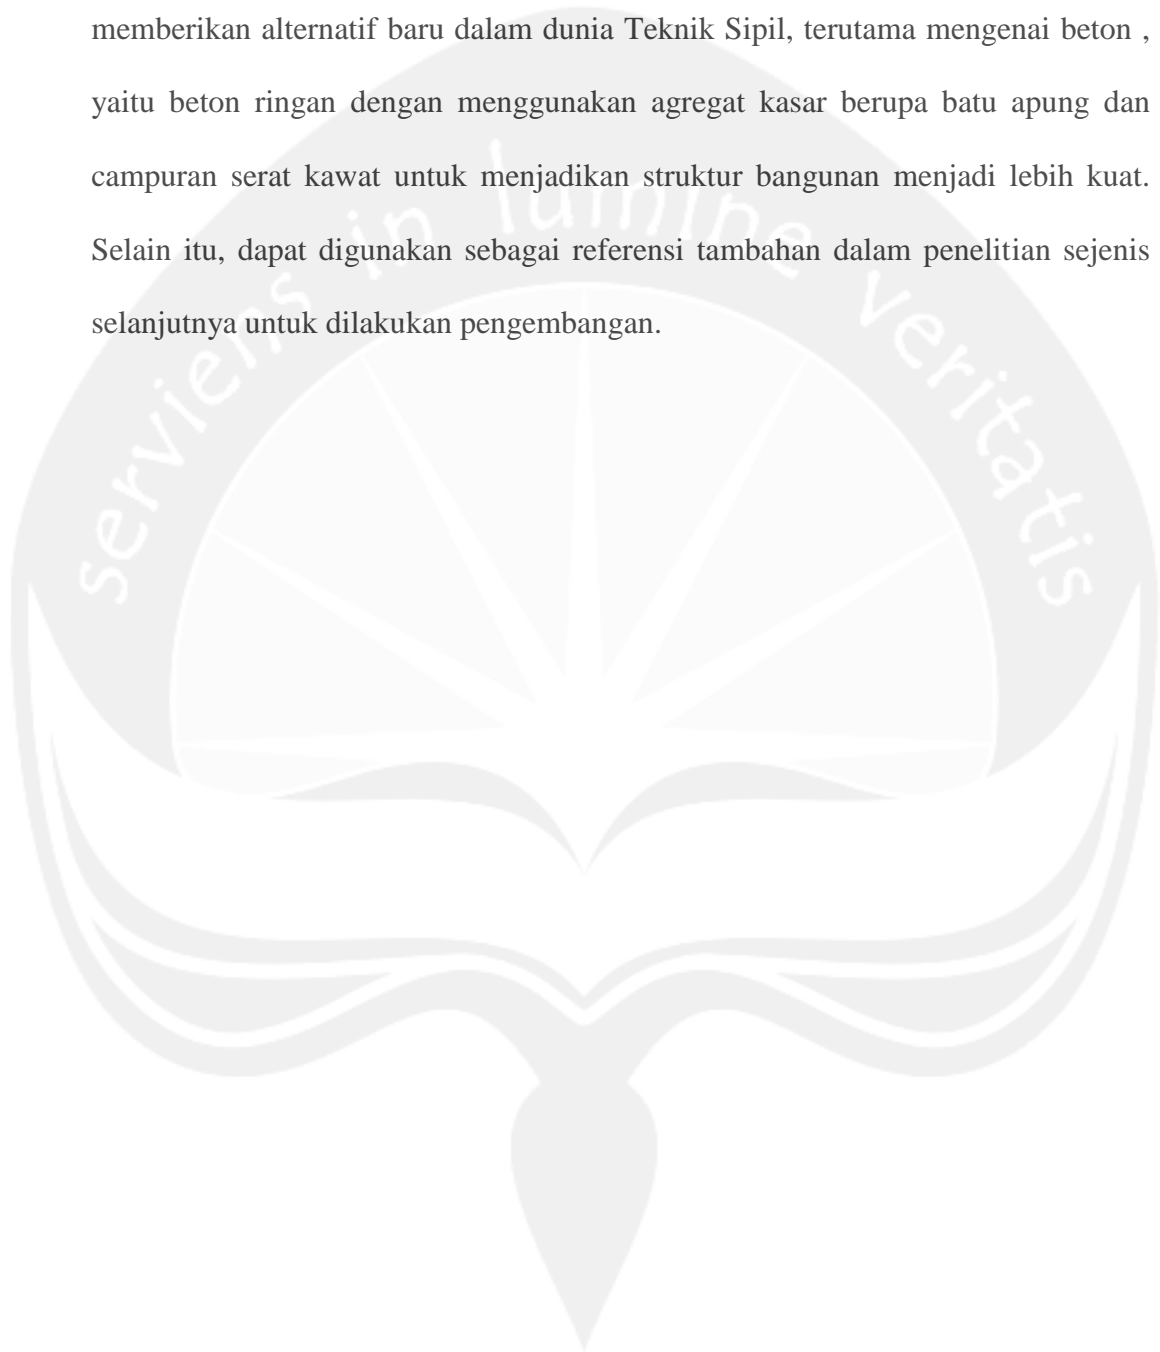 memberikan alternatif baru dalam dunia Teknik Sipil, terutama mengenai beton ,
yaitu beton ringan dengan menggunakan agregat kasar berupa batu apung dan
campuran serat kawat untuk menjadikan struktur bangunan menjadi lebih kuat.
Selain itu, dapat digunakan sebagai referensi tambahan dalam penelitian sejenis
selanjutnya untuk dilakukan pengembangan.
serviens in lumine veritatis